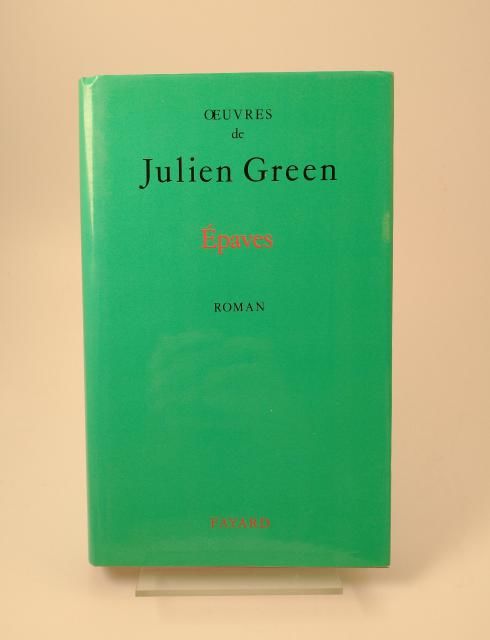 ŒUVRES
de
Julien Green
Épaves
ROMAN
FAYARD